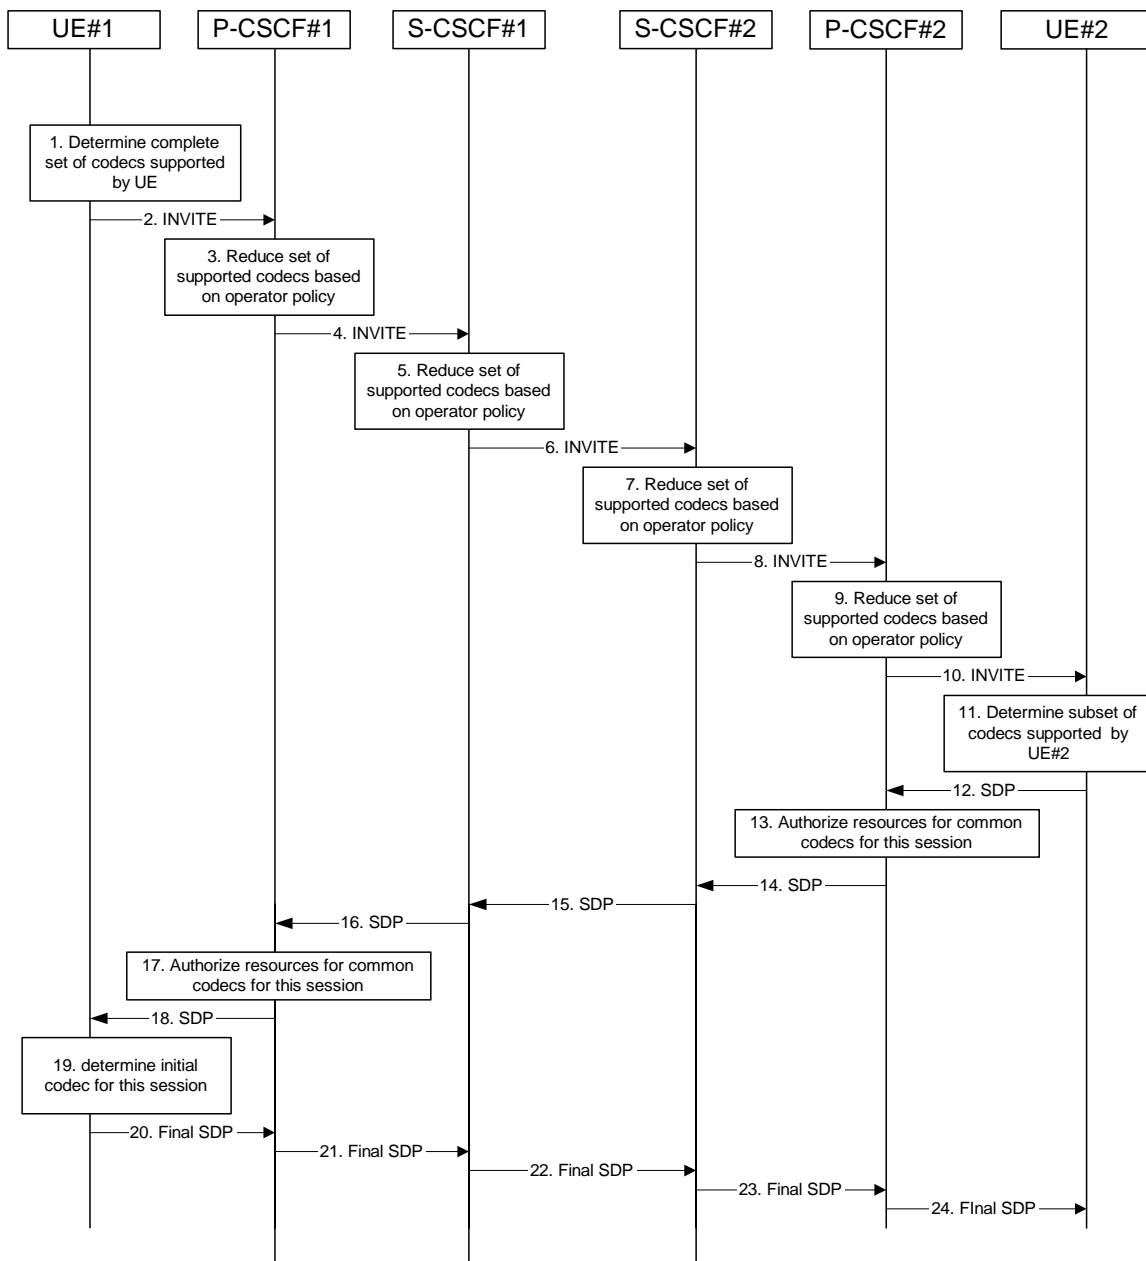 UE#1
P-CSCF#1
S-CSCF#1
S-CSCF#2
P-CSCF#2
UE#2
1. Determine complete
set of codecs supported
by UE
2. INVITE
3. Reduce set of
supported codecs based
on operator policy
4. INVITE
5. Reduce set of
supported codecs based
on operator policy
6. INVITE
7. Reduce set of
supported codecs based
on operator policy
8. INVITE
9. Reduce set of
supported codecs based
on operator policy
10. INVITE
11. Determine subset of
codecs supported by
UE#2
12. SDP
13. Authorize resources for common
codecs for this session
14. SDP
15. SDP
16. SDP
17. Authorize resources for common
codecs for this session
18. SDP
19. determine initial
codec for this session
20. Final SDP
21. Final SDP
22. Final SDP
23. Final SDP
24. FInal SDP